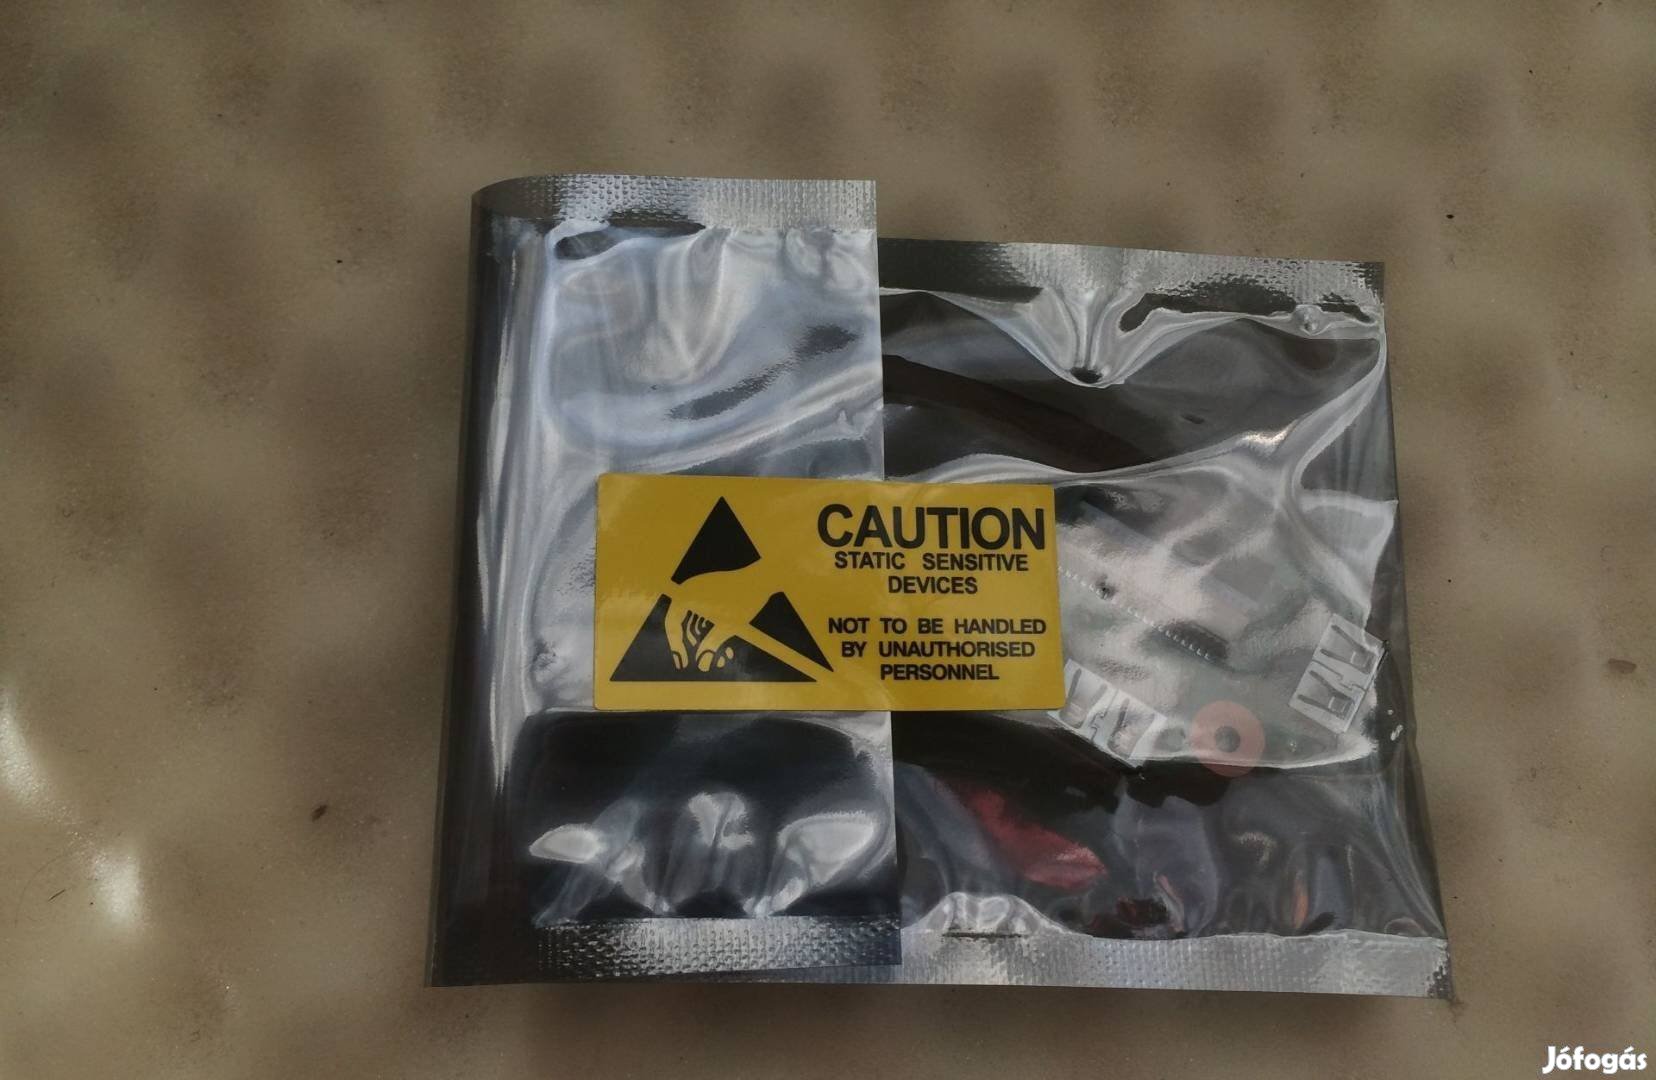 CAUTION
STATIC SENSITIVE
DEVICES
NOT TO BE HANDLED
BY UNAUTHORISED
PERSONNEL
Jófogás